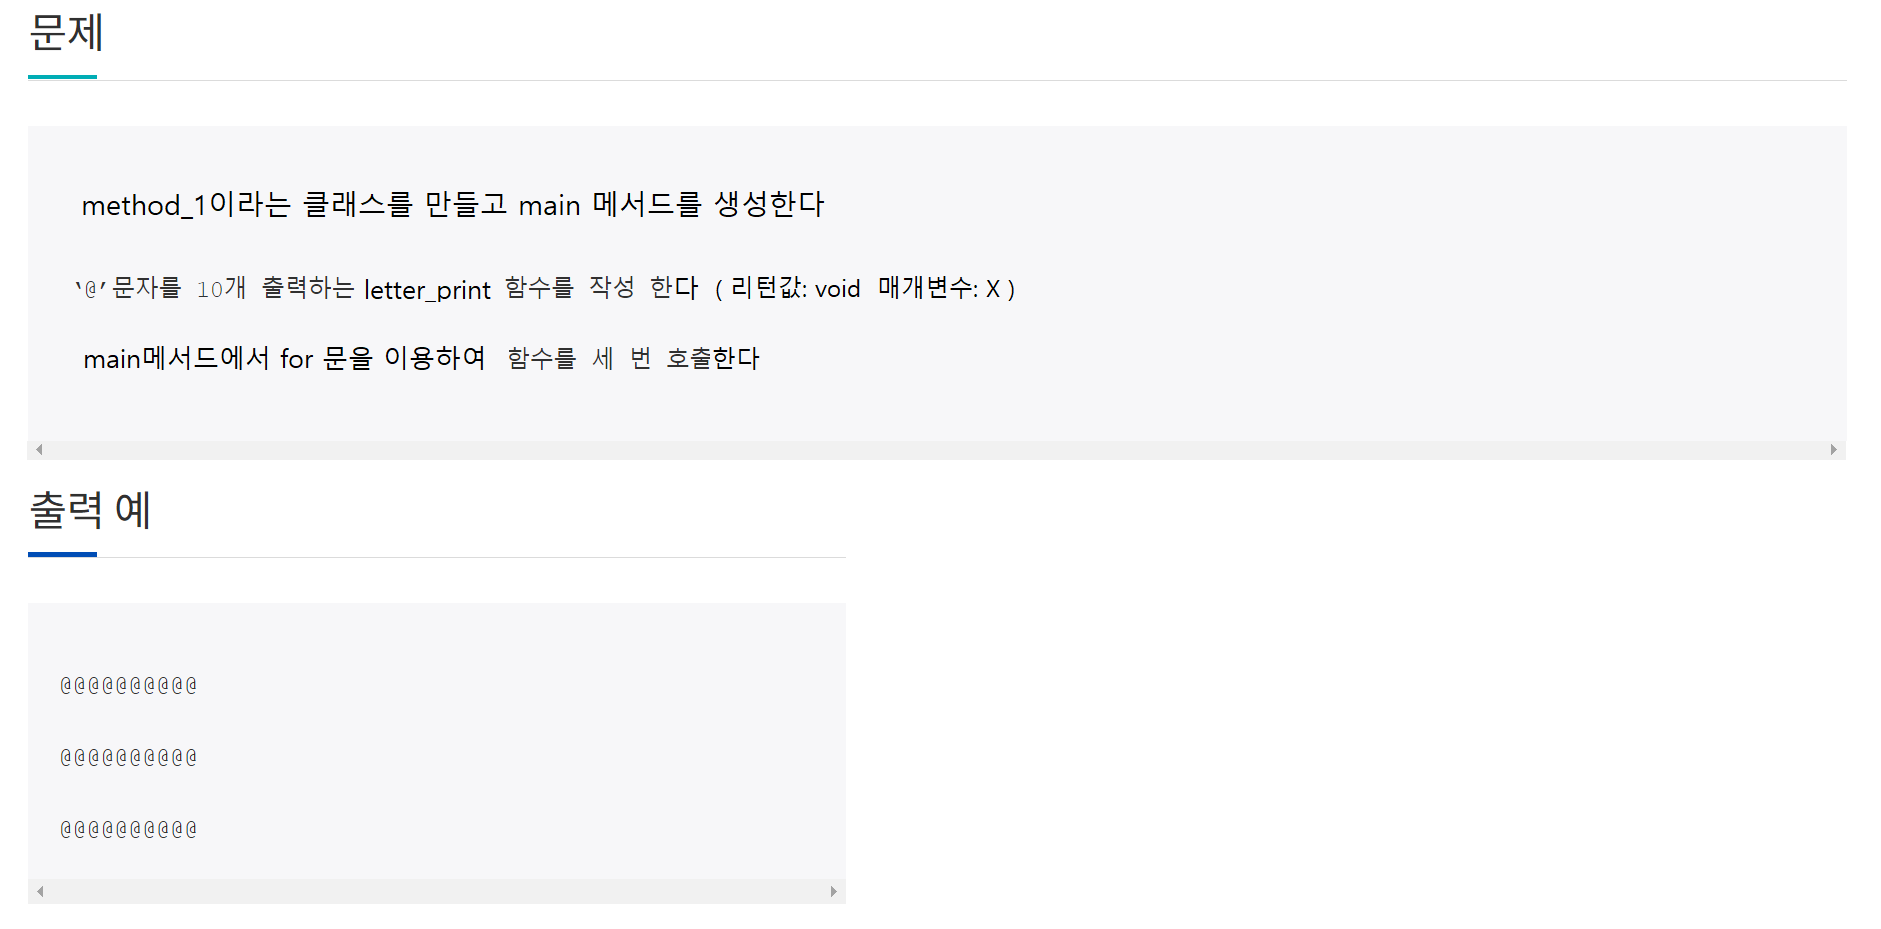 문제
method_1이라는 클래스를 만들고 main 메서드를 생성한다
‘@’문자를 10개 출력하는 letter_print 함수를 작성 한다 ( 리턴값: void 매개변수: X )
main메서드에서 for 문을 이용하여 함수를 세 번 호출한다
출력 예
@@@@@@@@@@
@@@@@@@@@@
@@@@@@@@@@